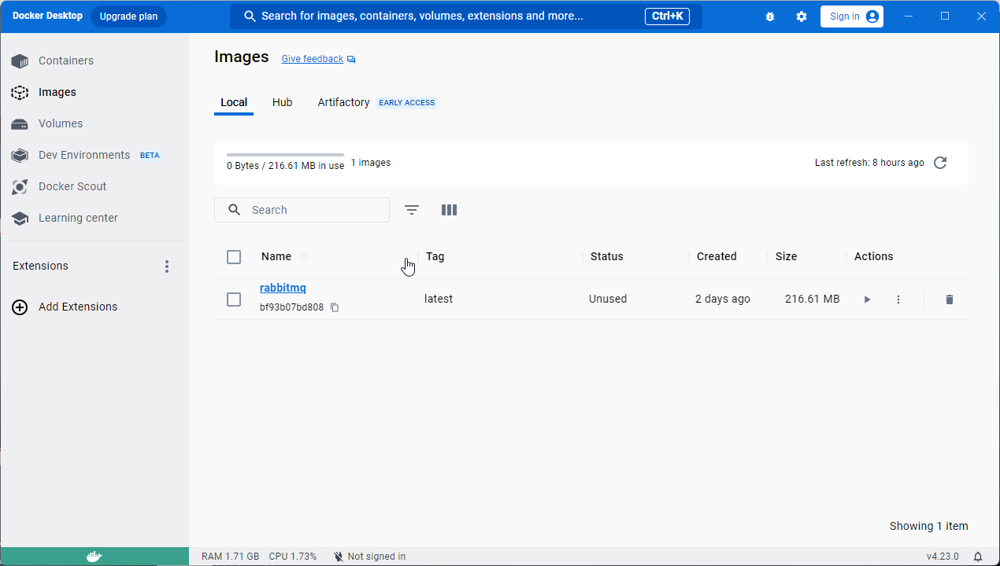 Docker Desktop Upgrade plan Search for images, containers, volumes, extensions and more... Ctrl+K Sign in
Containers
Images
Volumes
Dev Environments BETA
Docker Scout
Learning center
Extensions
Add Extensions
Images Give feedback
Local Hub Artifactory EARLY ACCESS
0 Bytes / 216.61 MB in use 1 images Last refresh: 8 hours ago
Search
Name Tag Status Created Size Actions
rabbitmq
bf93b07bd808 latest Unused 2 days ago 216.61 MB
Showing 1 item
RAM 1.71 GB CPU 1.73% Not signed in v4.23.0